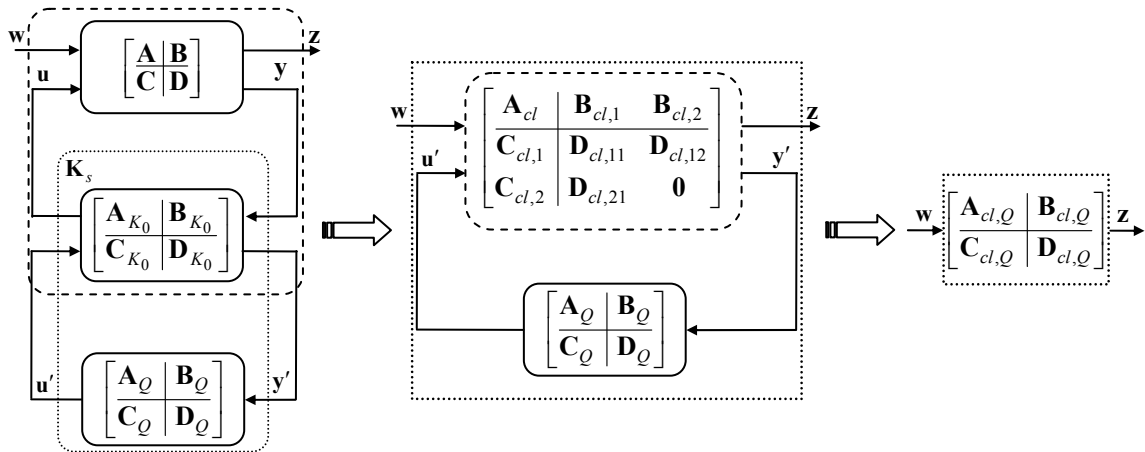 w
z
u
y
A B
C D
K_s
A_{K_0} B_{K_0}
C_{K_0} D_{K_0}
u′
y′
A_Q B_Q
C_Q D_Q
w
z
u′
y′
A_{cl} B_{cl,1} B_{cl,2}
C_{cl,1} D_{cl,11} D_{cl,12}
C_{cl,2} D_{cl,21} 0
A_Q B_Q
C_Q D_Q
w
z
A_{cl,Q} B_{cl,Q}
C_{cl,Q} D_{cl,Q}